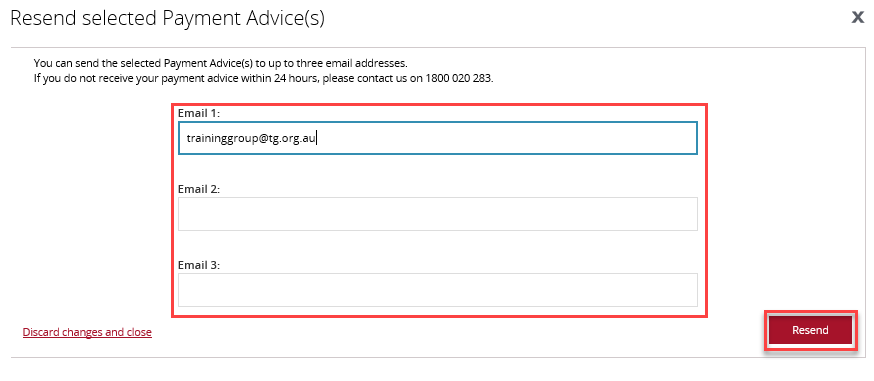 Resend selected Payment Advice(s)
X
You can send the selected Payment Advice(s) to up to three email addresses.
If you do not receive your payment advice within 24 hours, please contact us on 1800 020 283.
Email 1:
traininggroup@tg.org.au
Email 2:
Email 3:
Discard changes and close
Resend